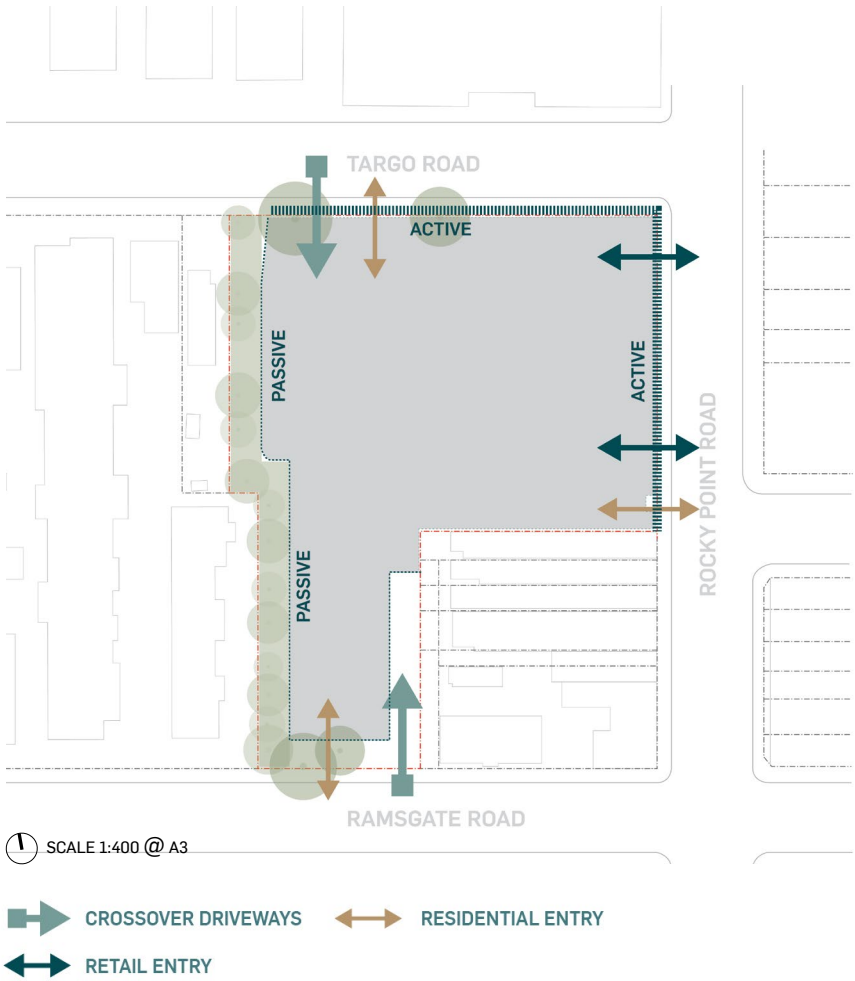 TARGO ROAD
ACTIVE
PASSIVE
ACTIVE
ROCKY POINT ROAD
PASSIVE
RAMSGATE ROAD
SCALE 1:400 @ A3
CROSSOVER DRIVEWAYS
RESIDENTIAL ENTRY
RETAIL ENTRY